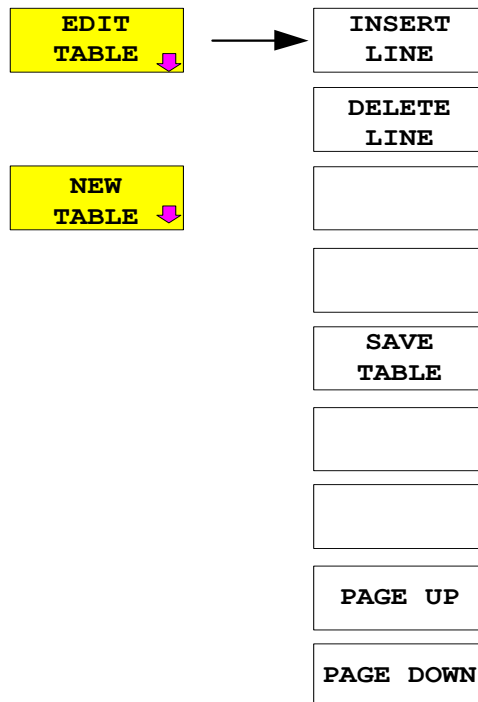 EDIT
TABLE
INSERT
LINE
DELETE
LINE
NEW
TABLE
SAVE
TABLE
PAGE UP
PAGE DOWN